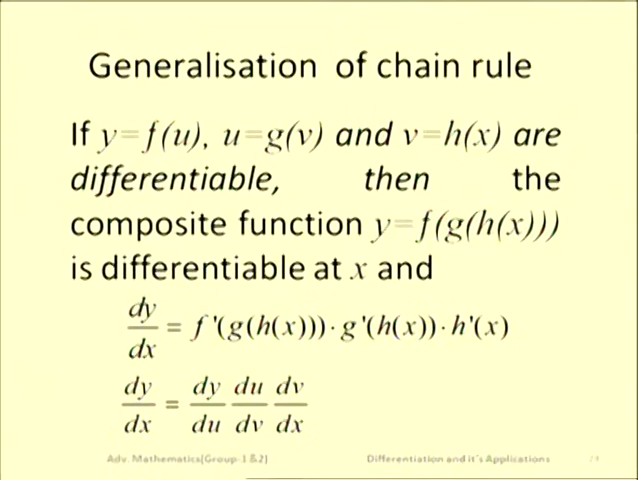 Generalisation of chain rule
If y=f(u), u=g(v) and v=h(x) are
differentiable, then the
composite function y=f(g(h(x)))
is differentiable at x and
dy/dx = f'(g(h(x)))·g'(h(x))·h'(x)
dy/dx = dy/du du/dv dv/dx
Adv. Mathematics(Group-1&2) Differentiation and it's Applications